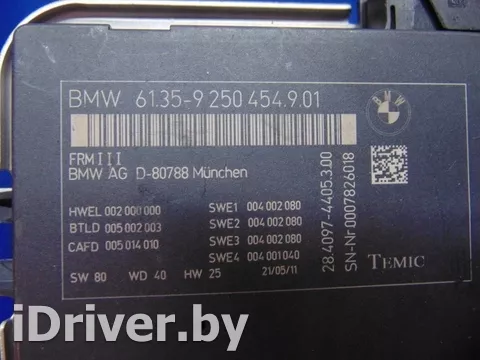 BMW 61.35-9 250 454.9.01
BMW
FRM III
BMW AG D-80788 München
HWEL 002 000 000
BTLD 005 002 003
CAFD 005 014 010
SWE1 004 002 080
SWE2 004 002 080
SWE3 004 002 080
SWE4 004 001 040
SW 80 WD 40 HW 25 21/05/11
28.4097-4405.3.00
SN-Nr 0007826018
TEMIC
iDriver.by